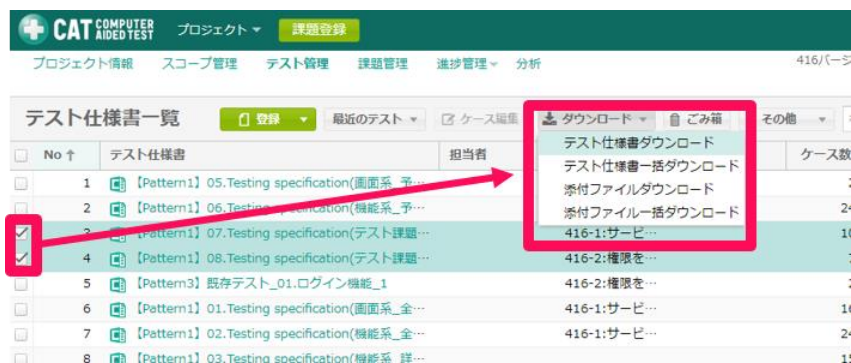 CAT COMPUTER AIDED TEST プロジェクト 課題登録
プロジェクト情報 スコープ管理 テスト管理 課題管理 進捗管理 分析 416バージ
テスト仕様書一覧 登録 最近のテスト ケース編集 ダウンロード ごみ箱 その他
No ↑ テスト仕様書 担当者 ケース数
テスト仕様書ダウンロード
テスト仕様書一括ダウンロード
添付ファイルダウンロード
添付ファイル一括ダウンロード
1 【Pattern1】05.Testing specification(画面系_予…
2 【Pattern1】06.Testing specification(機能系_予… 24
3 【Pattern1】07.Testing specification(テスト課題… 416-1:サービ… 10
4 【Pattern1】08.Testing specification(テスト課題… 416-2:権限を…
5 【Pattern3】既存テスト_01.ログイン機能_1 416-2:権限を…
6 【Pattern1】01.Testing specification(画面系_全… 416-1:サービ… 16
7 【Pattern1】02.Testing specification(機能系_全… 416-1:サービ… 24
8 【Pattern1】03.Testing specification(機能系_詳…